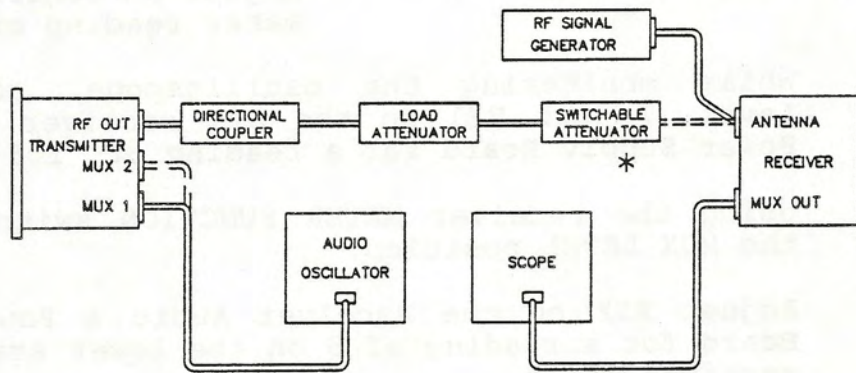 RF SIGNAL
GENERATOR
RF OUT
TRANSMITTER
MUX 2
MUX 1
DIRECTIONAL
COUPLER
LOAD
ATTENUATOR
SWITCHABLE
ATTENUATOR
*
ANTENNA
RECEIVER
MUX OUT
AUDIO
OSCILLATOR
SCOPE